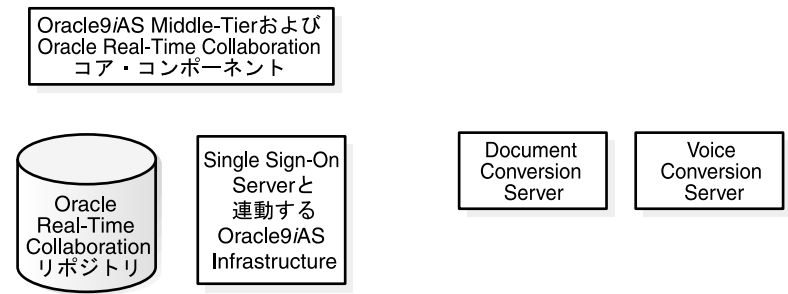 Oracle9iAS Middle-Tierおよび
Oracle Real-Time Collaboration
コア・コンポーネント
Oracle
Real-Time
Collaboration
リポジトリ
Single Sign-On
Serverと
連動する
Oracle9iAS
Infrastructure
Document
Conversion
Server
Voice
Conversion
Server